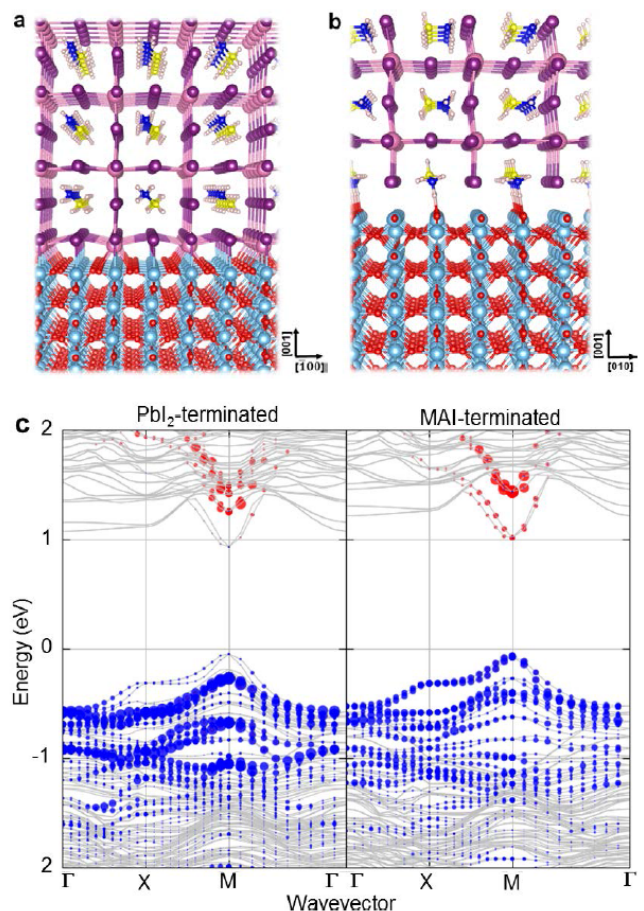 a
b
[001]
[100]
[001]
[010]
c
PbI₂-terminated
MAI-terminated
2
1
0
-1
2
Energy (eV)
Γ
X
M
Γ
X
M
Γ
Wavevector